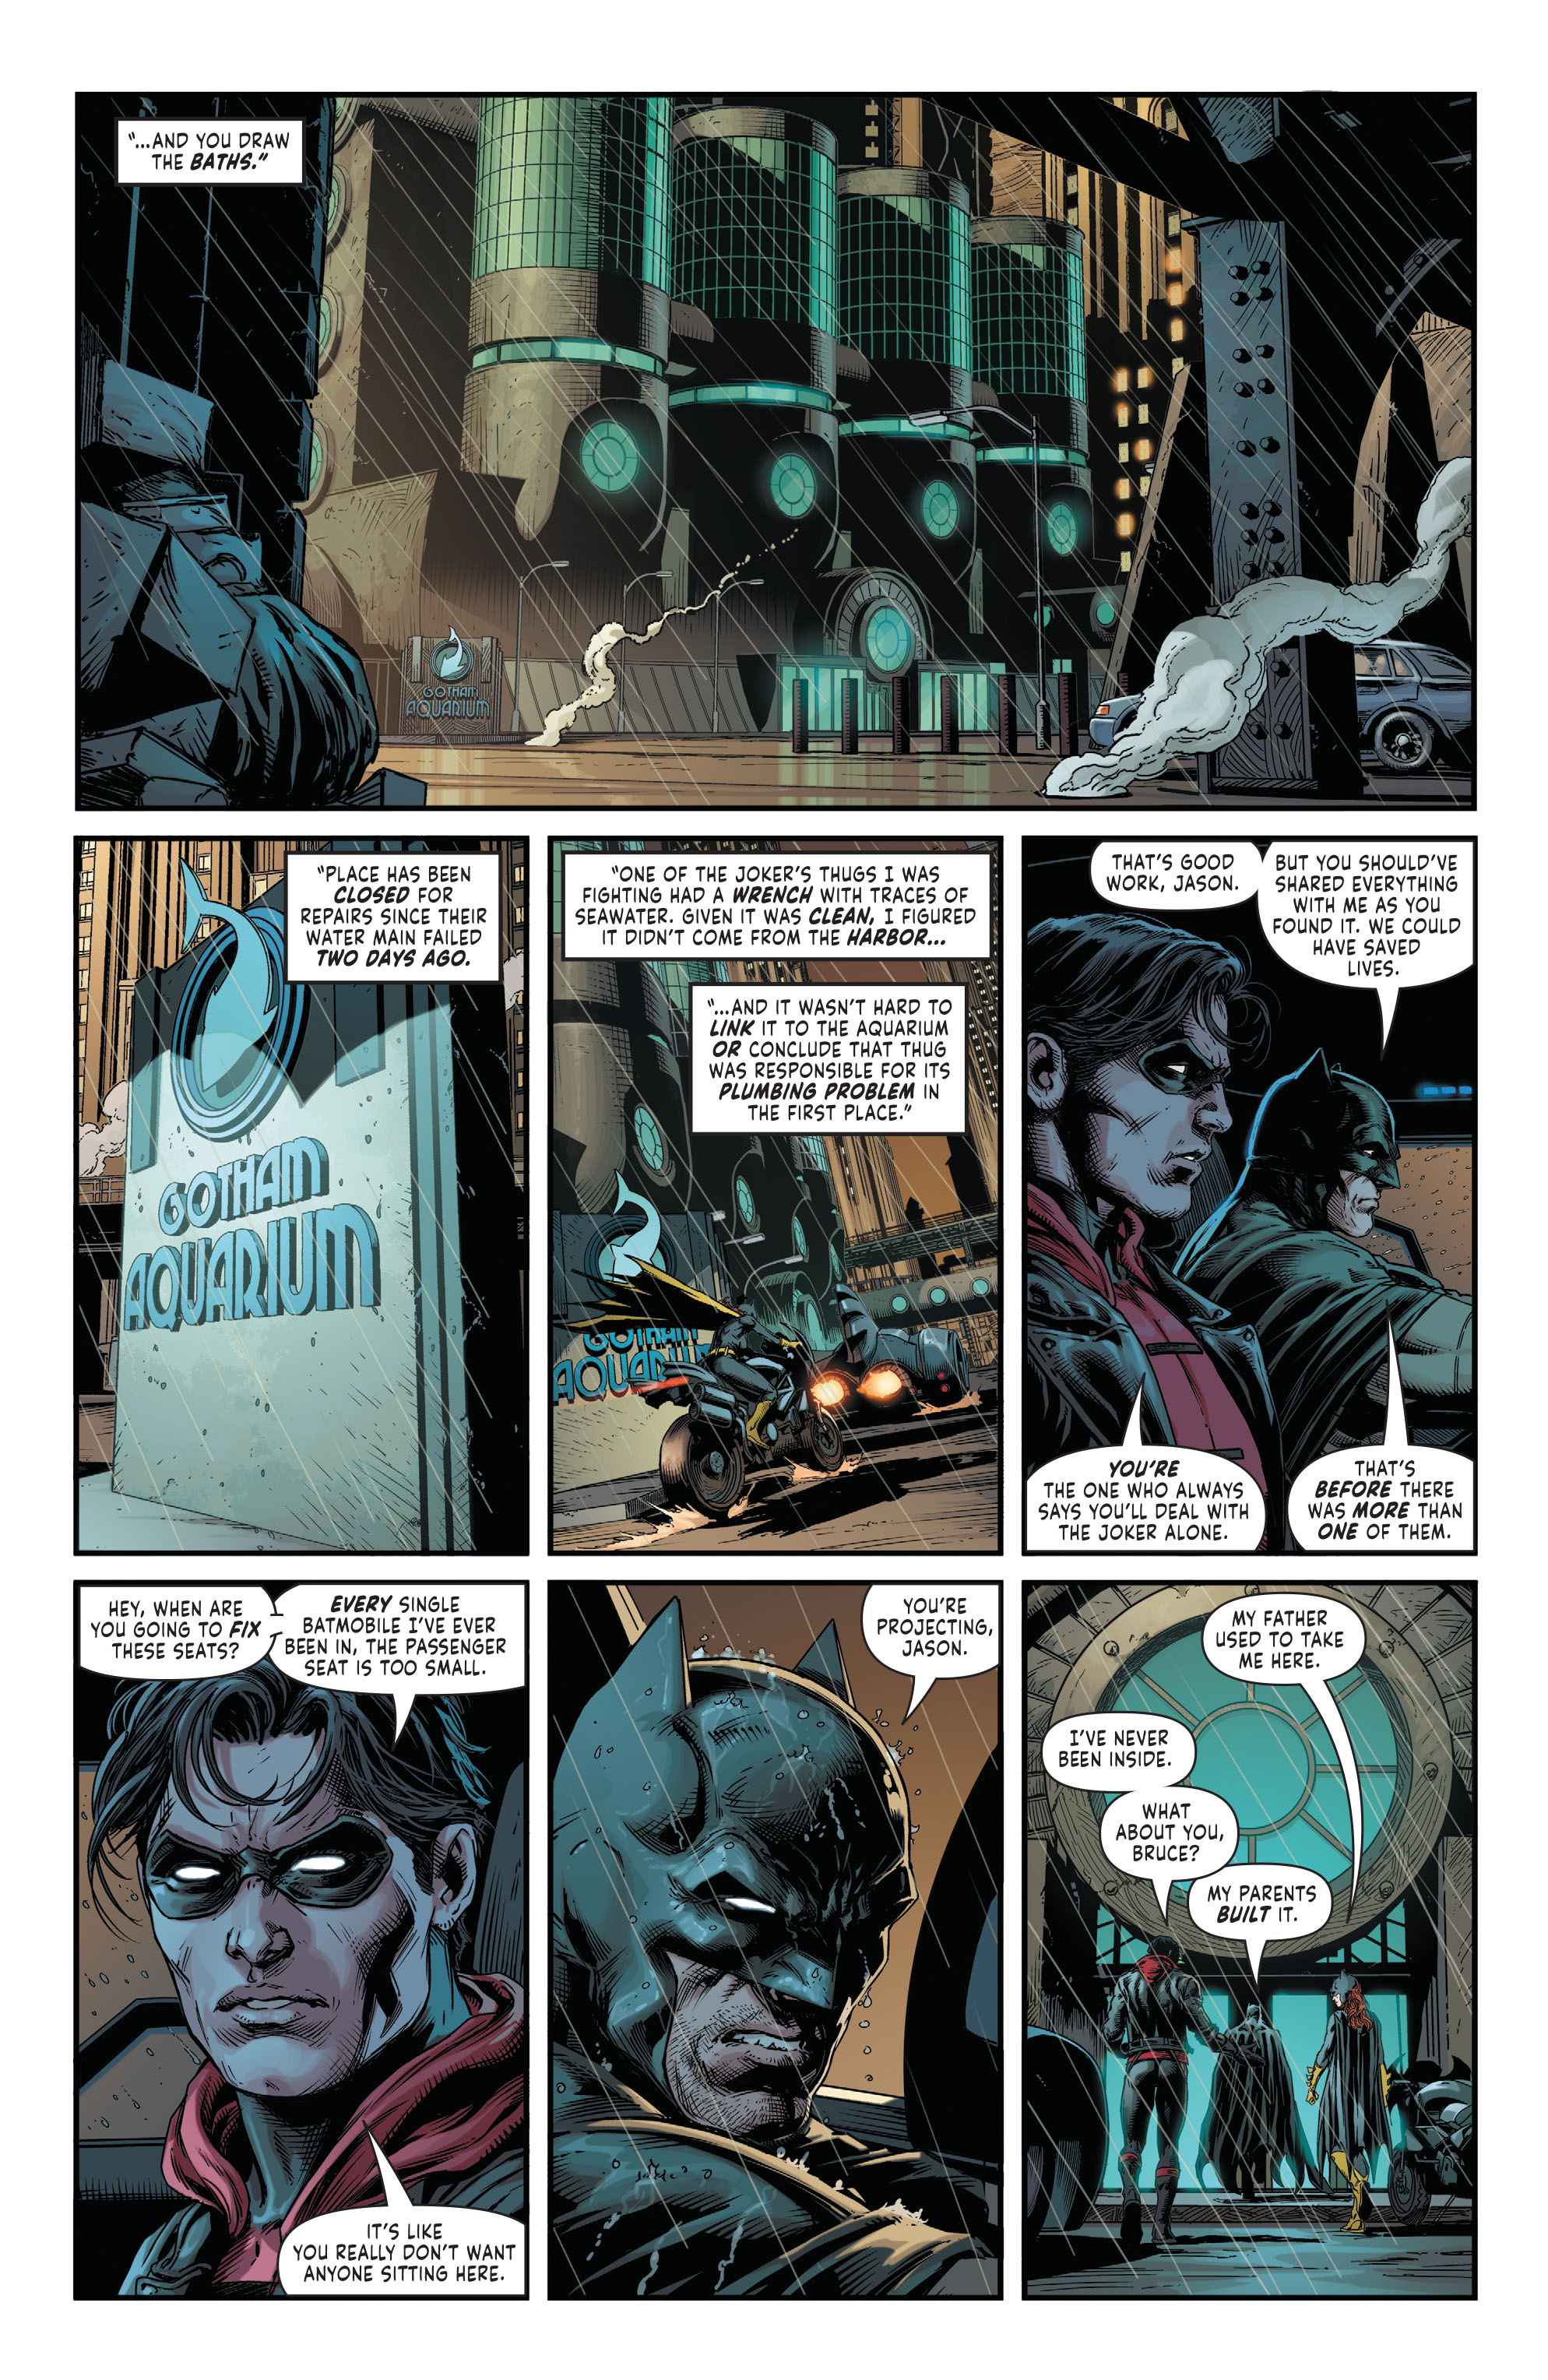 "...AND YOU DRAW
THE BATHS."
GOTHAM
AQUARIUM
"PLACE HAS BEEN
CLOSED FOR
REPAIRS SINCE THEIR
WATER MAIN FAILED
TWO DAYS AGO.
GOTHAM
AQUARIUM
"ONE OF THE JOKER'S THUGS I WAS
FIGHTING HAD A WRENCH WITH TRACES OF
SEAWATER. GIVEN IT WAS CLEAN, I FIGURED
IT DIDN'T COME FROM THE HARBOR...
"...AND IT WASN'T HARD TO
LINK IT TO THE AQUARIUM
OR CONCLUDE THAT THUG
WAS RESPONSIBLE FOR ITS
PLUMBING PROBLEM IN
THE FIRST PLACE."
GOTHAM
AQUARIUM
THAT'S GOOD
WORK, JASON.
BUT YOU SHOULD'VE
SHARED EVERYTHING
WITH ME AS YOU
FOUND IT. WE COULD
HAVE SAVED
LIVES.
YOU'RE
THE ONE WHO ALWAYS
SAYS YOU'LL DEAL WITH
THE JOKER ALONE.
THAT'S
BEFORE THERE
WAS MORE THAN
ONE OF THEM.
HEY, WHEN ARE
YOU GOING TO FIX
THESE SEATS?
EVERY SINGLE
BATMOBILE I'VE EVER
BEEN IN, THE PASSENGER
SEAT IS TOO SMALL.
IT'S LIKE
YOU REALLY DON'T WANT
ANYONE SITTING HERE.
YOU'RE
PROJECTING,
JASON.
MY FATHER
USED TO TAKE
ME HERE.
I'VE NEVER
BEEN INSIDE.
WHAT
ABOUT YOU,
BRUCE?
MY PARENTS
BUILT IT.